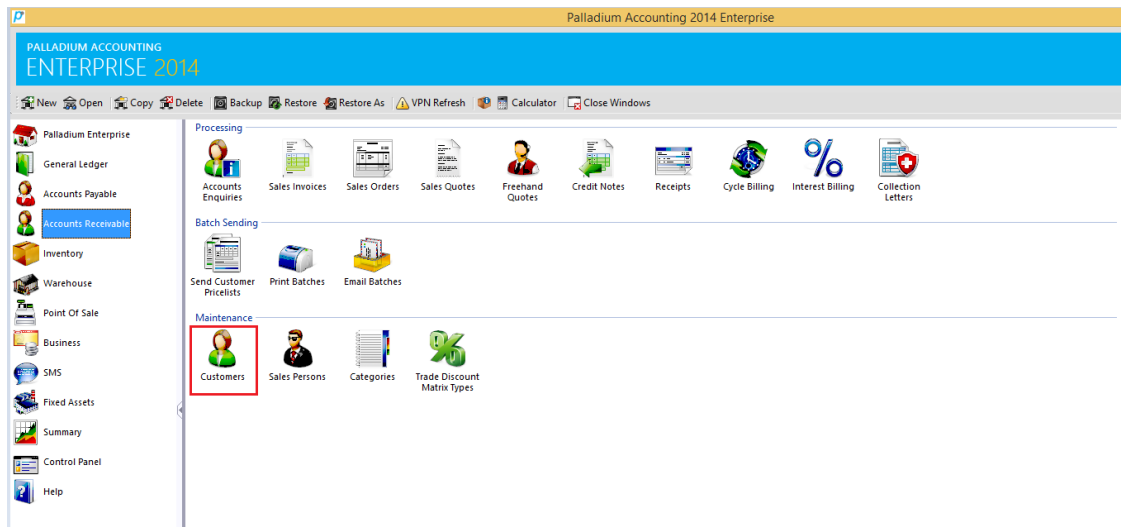 Palladium Accounting 2014 Enterprise
PALLADIUM ACCOUNTING
ENTERPRISE 2014
New Open Copy Delete Backup Restore Restore As VPN Refresh Calculator Close Windows
Palladium Enterprise
General Ledger
Accounts Payable
Accounts Receivable
Inventory
Warehouse
Point Of Sale
Business
SMS
Fixed Assets
Summary
Control Panel
Help
Processing
Accounts Enquiries
Sales Invoices
Sales Orders
Sales Quotes
Freehand Quotes
Credit Notes
Receipts
Cycle Billing
Interest Billing
Collection Letters
Batch Sending
Send Customer Pricelists
Print Batches
Email Batches
Maintenance
Customers
Sales Persons
Categories
Trade Discount Matrix Types